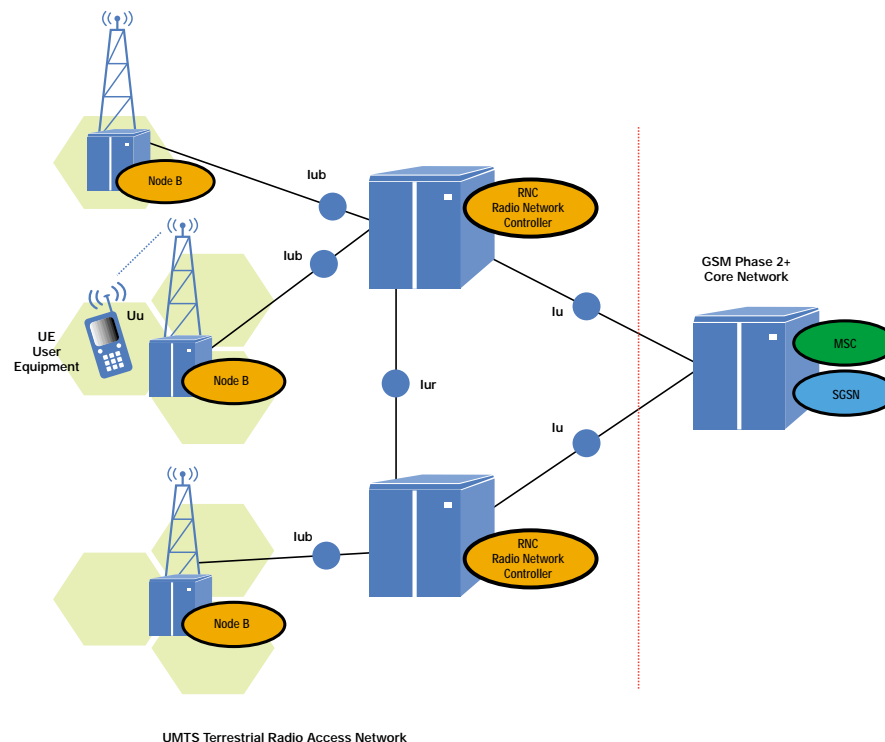 Node B
Iub
RNC
Radio Network
Controller
Iub
GSM Phase 2+
Core Network
Uu
UE
User
Equipment
Iu
MSC
Node B
Iur
SGSN
Iu
Iub
RNC
Radio Network
Controller
Node B
UMTS Terrestrial Radio Access Network